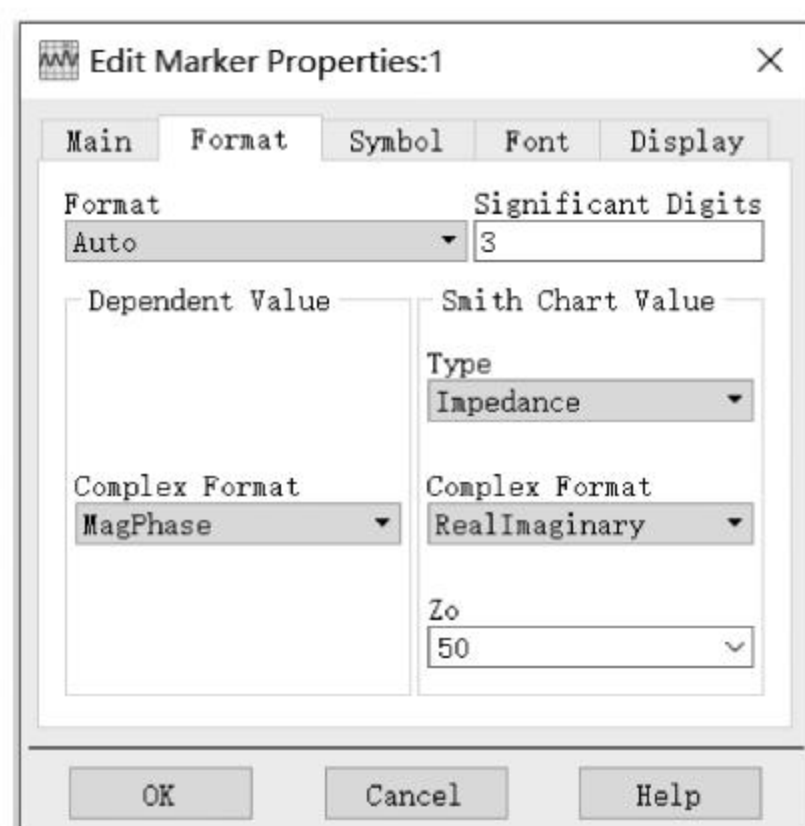 Edit Marker Properties:1
Main Format Symbol Font Display
Format Significant Digits
Auto 3
Dependent Value Smith Chart Value
Type
Impedance
Complex Format Complex Format
MagPhase RealImaginary
Zo
50
OK Cancel Help